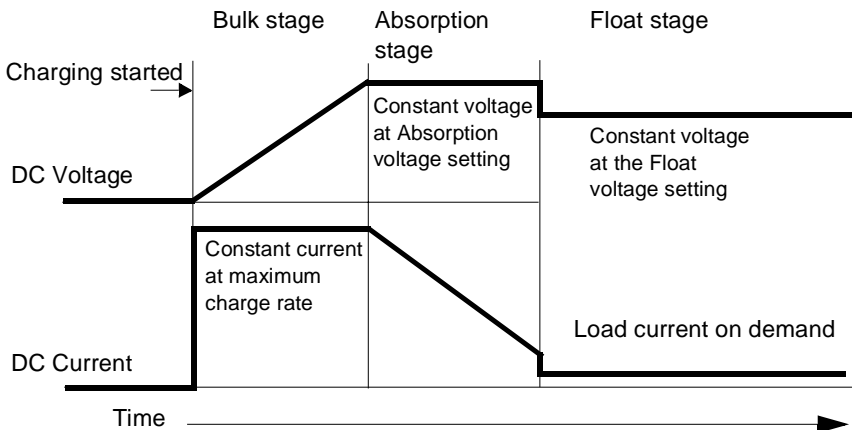 Bulk stage
Absorption
stage
Float stage
Charging started
Constant voltage
at Absorption
voltage setting
Constant voltage
at the Float
voltage setting
DC Voltage
Constant current
at maximum
charge rate
Load current on demand
DC Current
Time